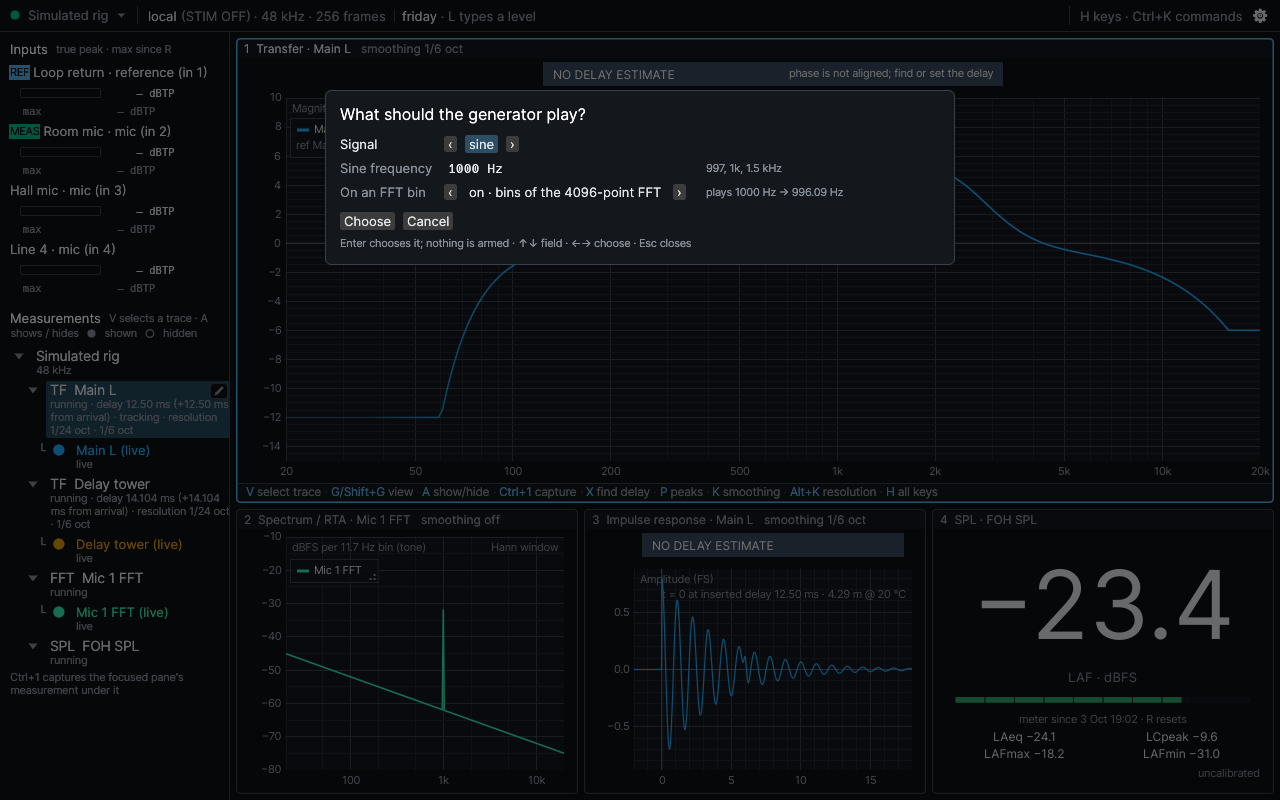 Simulated rig local (STIM OFF) · 48 kHz · 256 frames friday · L types a level H keys · Ctrl+K commands
Inputs true peak · max since R
REF Loop return · reference (in 1)
– dBTP
max – dBTP
MEAS Room mic · mic (in 2)
– dBTP
max – dBTP
Hall mic · mic (in 3)
– dBTP
max – dBTP
Line 4 · mic (in 4)
– dBTP
max – dBTP
Measurements V selects a trace · A
shows / hides shown hidden
Simulated rig
48 kHz
TF Main L
running · delay 12.50 ms (+12.50 ms
from arrival) · tracking · resolution
1/24 oct · 1/6 oct
Main L (live)
live
TF Delay tower
running · delay 14.104 ms (+14.104
ms from arrival) · resolution 1/24 oct
· 1/6 oct
Delay tower (live)
live
FFT Mic 1 FFT
running
Mic 1 FFT (live)
live
SPL FOH SPL
running
Ctrl+1 captures the focused pane's
measurement under it
1 Transfer · Main L smoothing 1/6 oct
NO DELAY ESTIMATE phase is not aligned; find or set the delay
10
8
6
4
2
0
−2
−4
−6
−8
−10
−12
−14
20 50 100 200 500 1k 2k 5k 10k 20k
V select trace · G/Shift+G view · A show/hide · Ctrl+1 capture · X find delay · P peaks · K smoothing · Alt+K resolution · H all keys
What should the generator play?
Signal ‹ sine ›
Sine frequency 1000 Hz 997, 1k, 1.5 kHz
On an FFT bin ‹ on · bins of the 4096-point FFT › plays 1000 Hz → 996.09 Hz
Choose Cancel
Enter chooses it; nothing is armed · ↑↓ field · ←→ choose · Esc closes
2 Spectrum / RTA · Mic 1 FFT smoothing off
dBFS per 11.7 Hz bin (tone) Hann window
Mic 1 FFT
−10
−20
−30
−40
−50
−60
−70
−80
100 1k 10k
3 Impulse response · Main L smoothing 1/6 oct
NO DELAY ESTIMATE
Amplitude (FS)
t = 0 at inserted delay 12.50 ms · 4.29 m @ 20 °C
0.5
0.0
−0.5
0 5 10 15
4 SPL · FOH SPL
−23.4
LAF · dBFS
meter since 3 Oct 19:02 · R resets
LAeq −24.1 LCpeak −9.6
LAFmax −18.2 LAFmin −31.0
uncalibrated